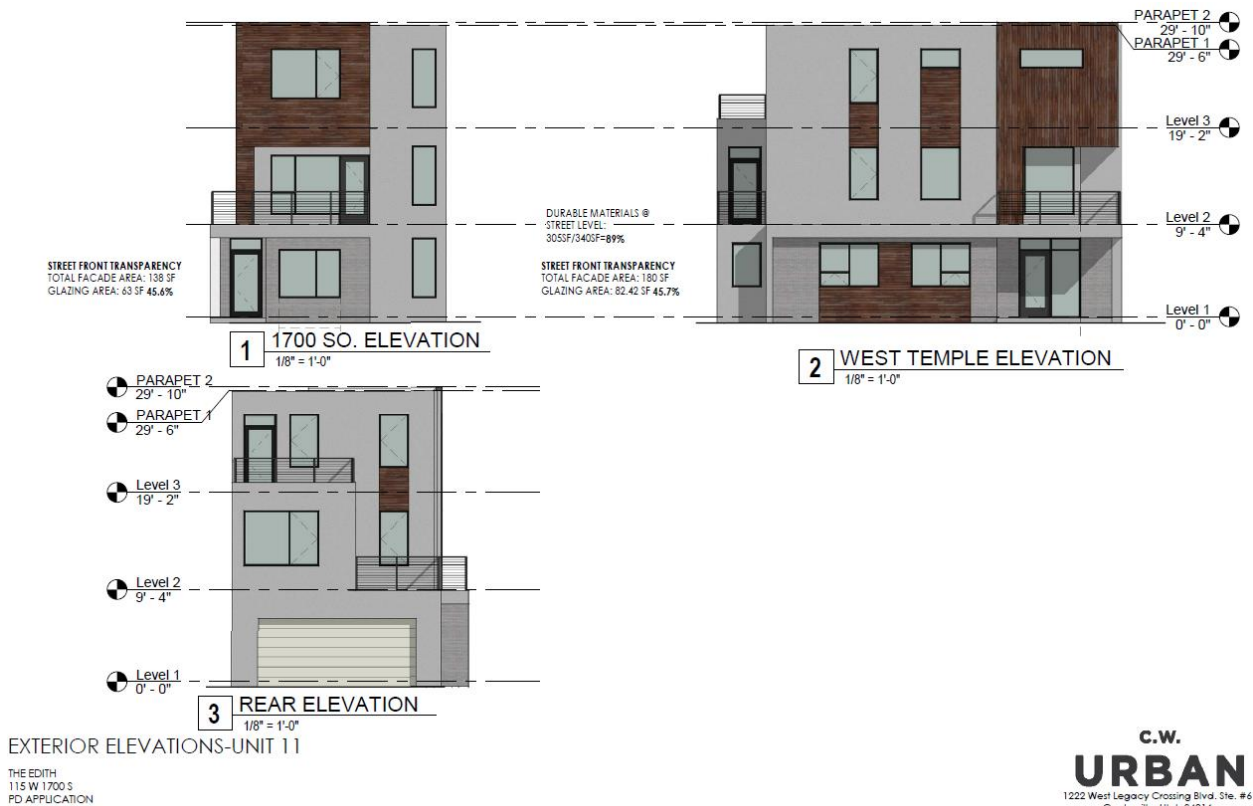 PARAPET 2
29' - 10"
PARAPET 1
29' - 6"
Level 3
19' - 2"
Level 2
9' - 4"
Level 1
0' - 0"
STREET FRONT TRANSPARENCY
TOTAL FACADE AREA: 138 SF
GLAZING AREA: 63 SF 45.6%
DURABLE MATERIALS @
STREET LEVEL:
305SF/340SF=89%
STREET FRONT TRANSPARENCY
TOTAL FACADE AREA: 180 SF
GLAZING AREA: 82.42 SF 45.7%
1 1700 SO. ELEVATION
1/8" = 1'-0"
2 WEST TEMPLE ELEVATION
1/8" = 1'-0"
PARAPET 2
29' - 10"
PARAPET 1
29' - 6"
Level 3
19' - 2"
Level 2
9' - 4"
Level 1
0' - 0"
3 REAR ELEVATION
1/8" = 1'-0"
EXTERIOR ELEVATIONS-UNIT 11
THE EDITH
115 W 1700 S
PD APPLICATION
C.W.
URBAN
1222 West Legacy Crossing Blvd. Ste. #6